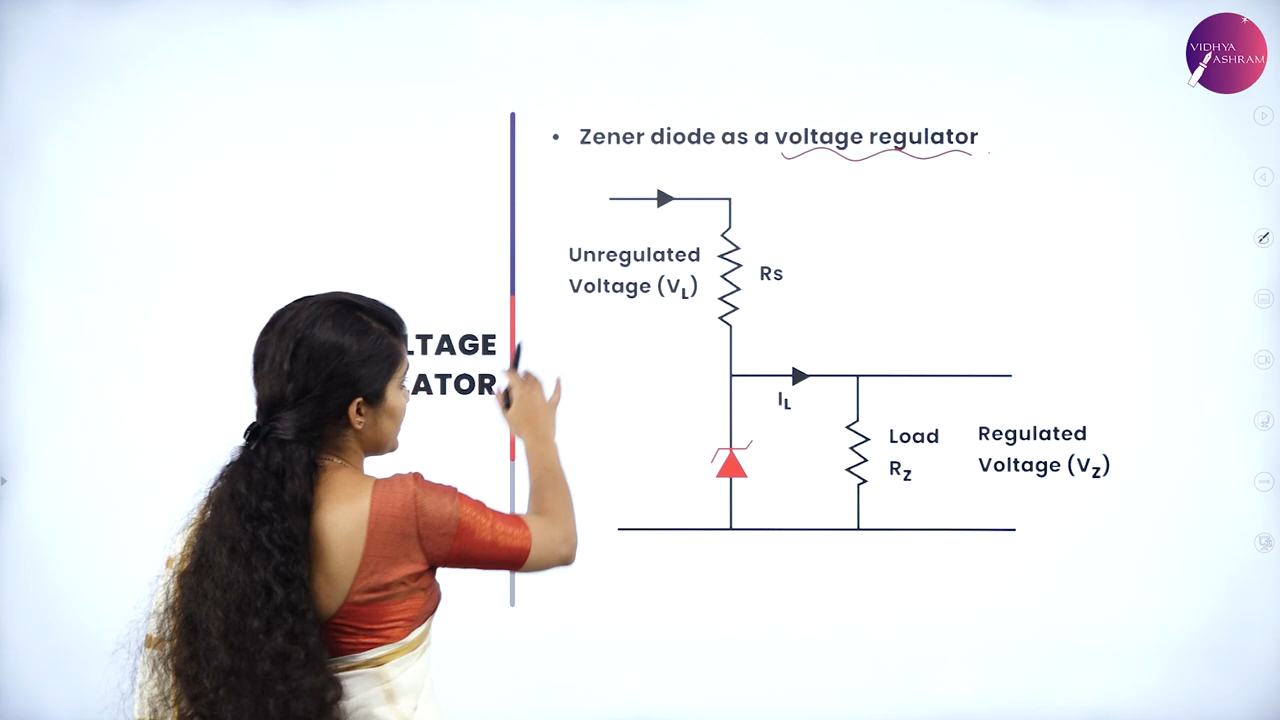 VIDHYA
ASHRAM
• Zener diode as a voltage regulator
Unregulated
Voltage (VL)
Rs
LTAGE
ATOR
IL
Load
RZ
Regulated
Voltage (VZ)